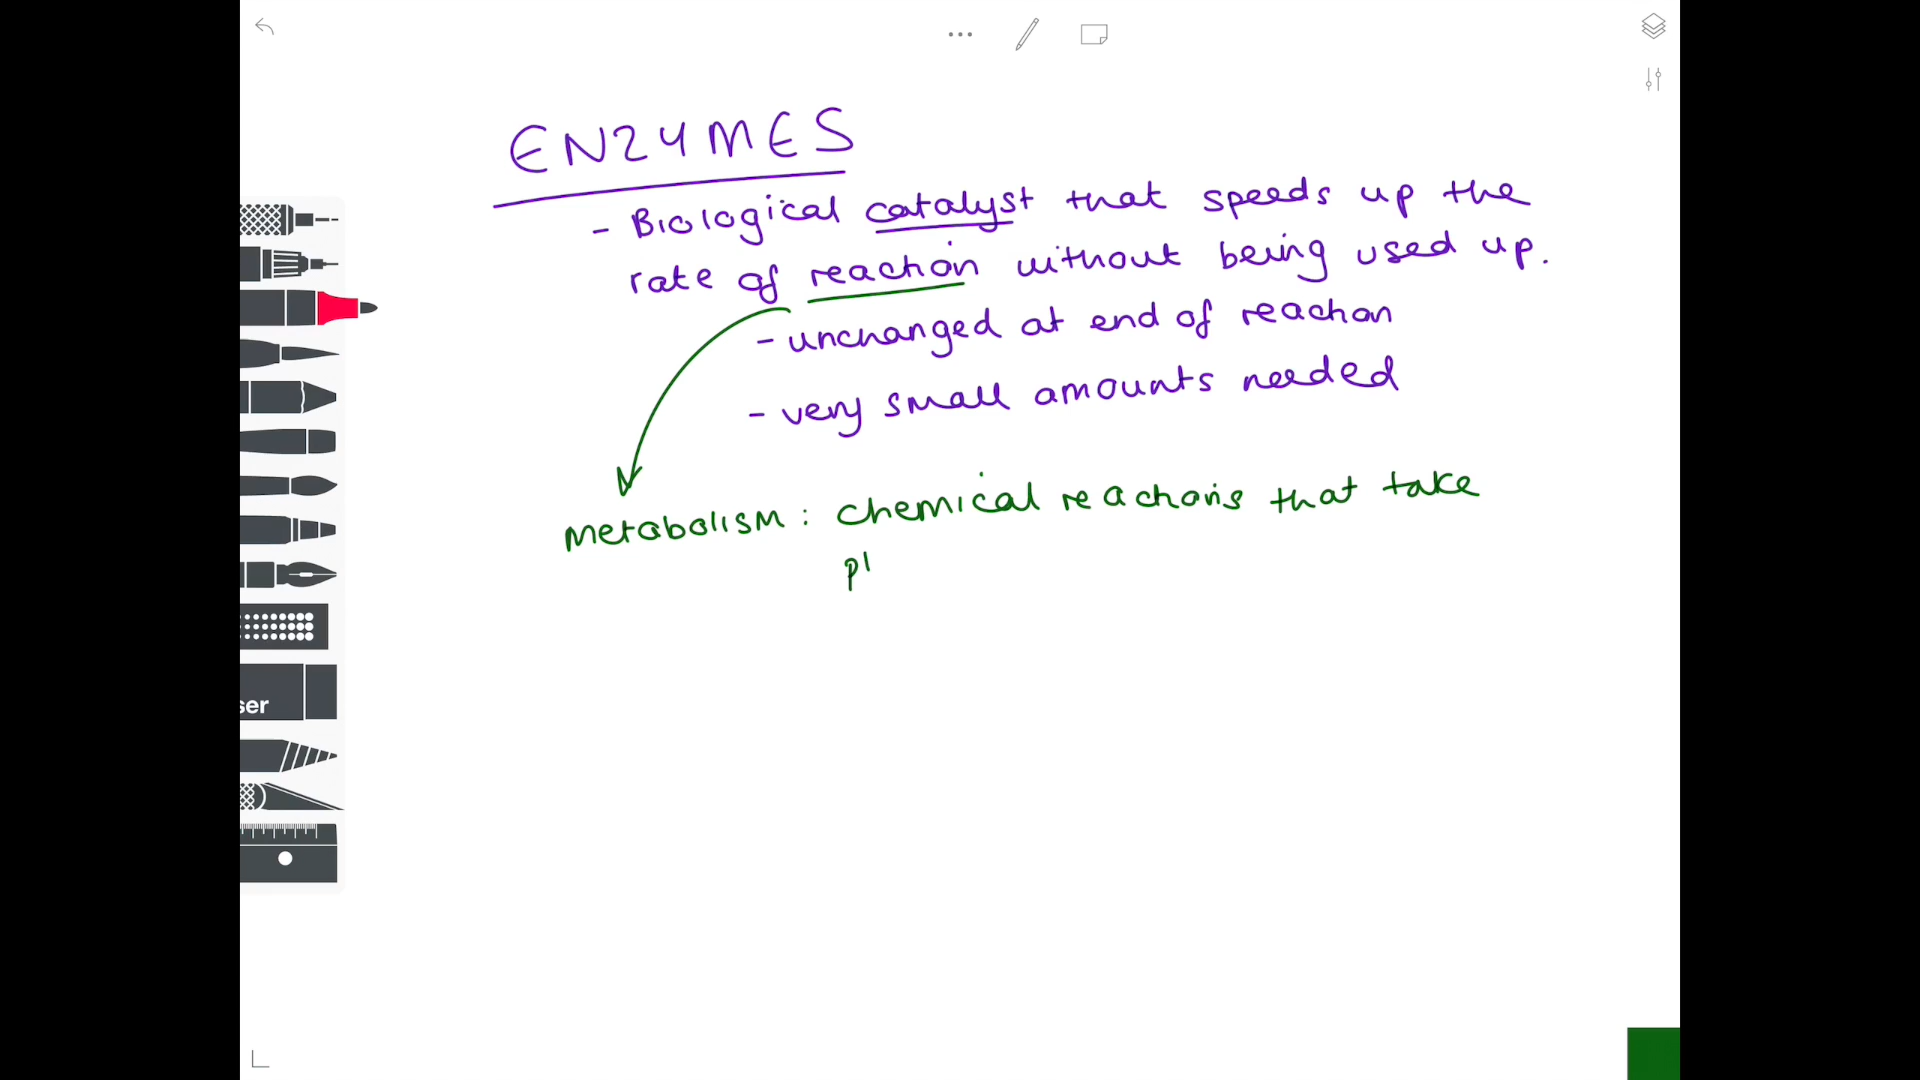 ENZYMES
- Biological catalyst that speeds up the
rate of reaction without being used up.
- unchanged at end of reaction
- very small amounts needed
Metabolism: chemical reactions that take
pl
ser